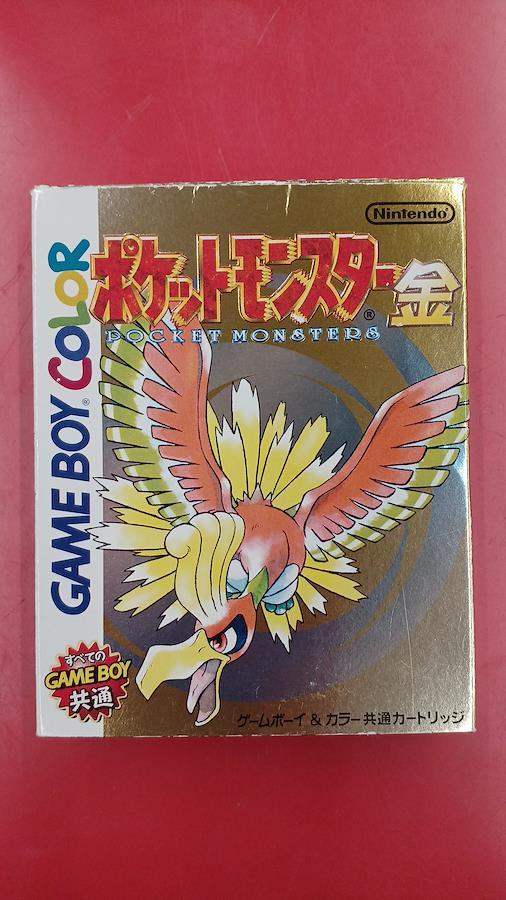 Nintendo
ポケットモンスター金
POCKET MONSTERS
GAME BOY COLOR
すべての
GAME BOY
共通
ゲームボーイ & カラー共通カートリッジ